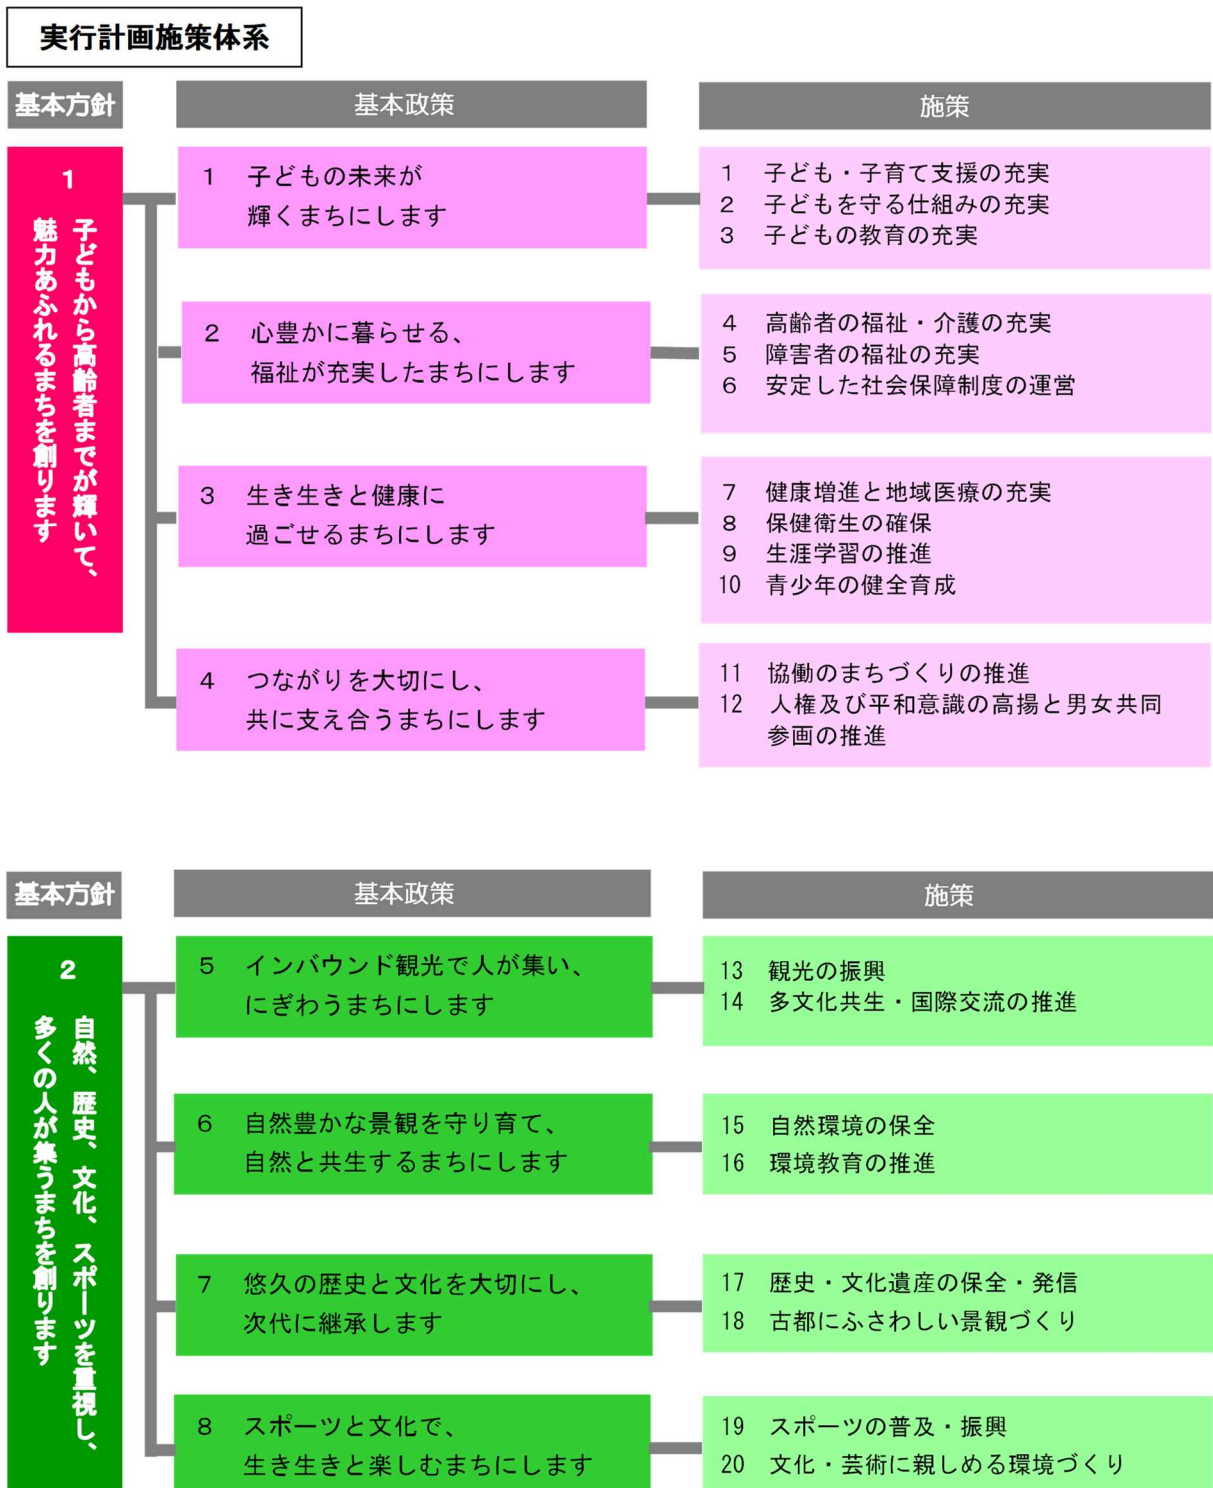 実行計画施策体系
基本方針
基本政策
施策
1
子どもから高齢者までが輝いて、
魅力あふれるまちを創ります
1 子どもの未来が
輝くまちにします
1 子ども・子育て支援の充実
2 子どもを守る仕組みの充実
3 子どもの教育の充実
2 心豊かに暮らせる、
福祉が充実したまちにします
4 高齢者の福祉・介護の充実
5 障害者の福祉の充実
6 安定した社会保障制度の運営
3 生き生きと健康に
過ごせるまちにします
7 健康増進と地域医療の充実
8 保健衛生の確保
9 生涯学習の推進
10 青少年の健全育成
4 つながりを大切にし、
共に支え合うまちにします
11 協働のまちづくりの推進
12 人権及び平和意識の高揚と男女共同
参画の推進
基本方針
基本政策
施策
2
自然、歴史、文化、スポーツを重視し、
多くの人が集うまちを創ります
5 インバウンド観光で人が集い、
にぎわうまちにします
13 観光の振興
14 多文化共生・国際交流の推進
6 自然豊かな景観を守り育て、
自然と共生するまちにします
15 自然環境の保全
16 環境教育の推進
7 悠久の歴史と文化を大切にし、
次代に継承します
17 歴史・文化遺産の保全・発信
18 古都にふさわしい景観づくり
8 スポーツと文化で、
生き生きと楽しむまちにします
19 スポーツの普及・振興
20 文化・芸術に親しめる環境づくり